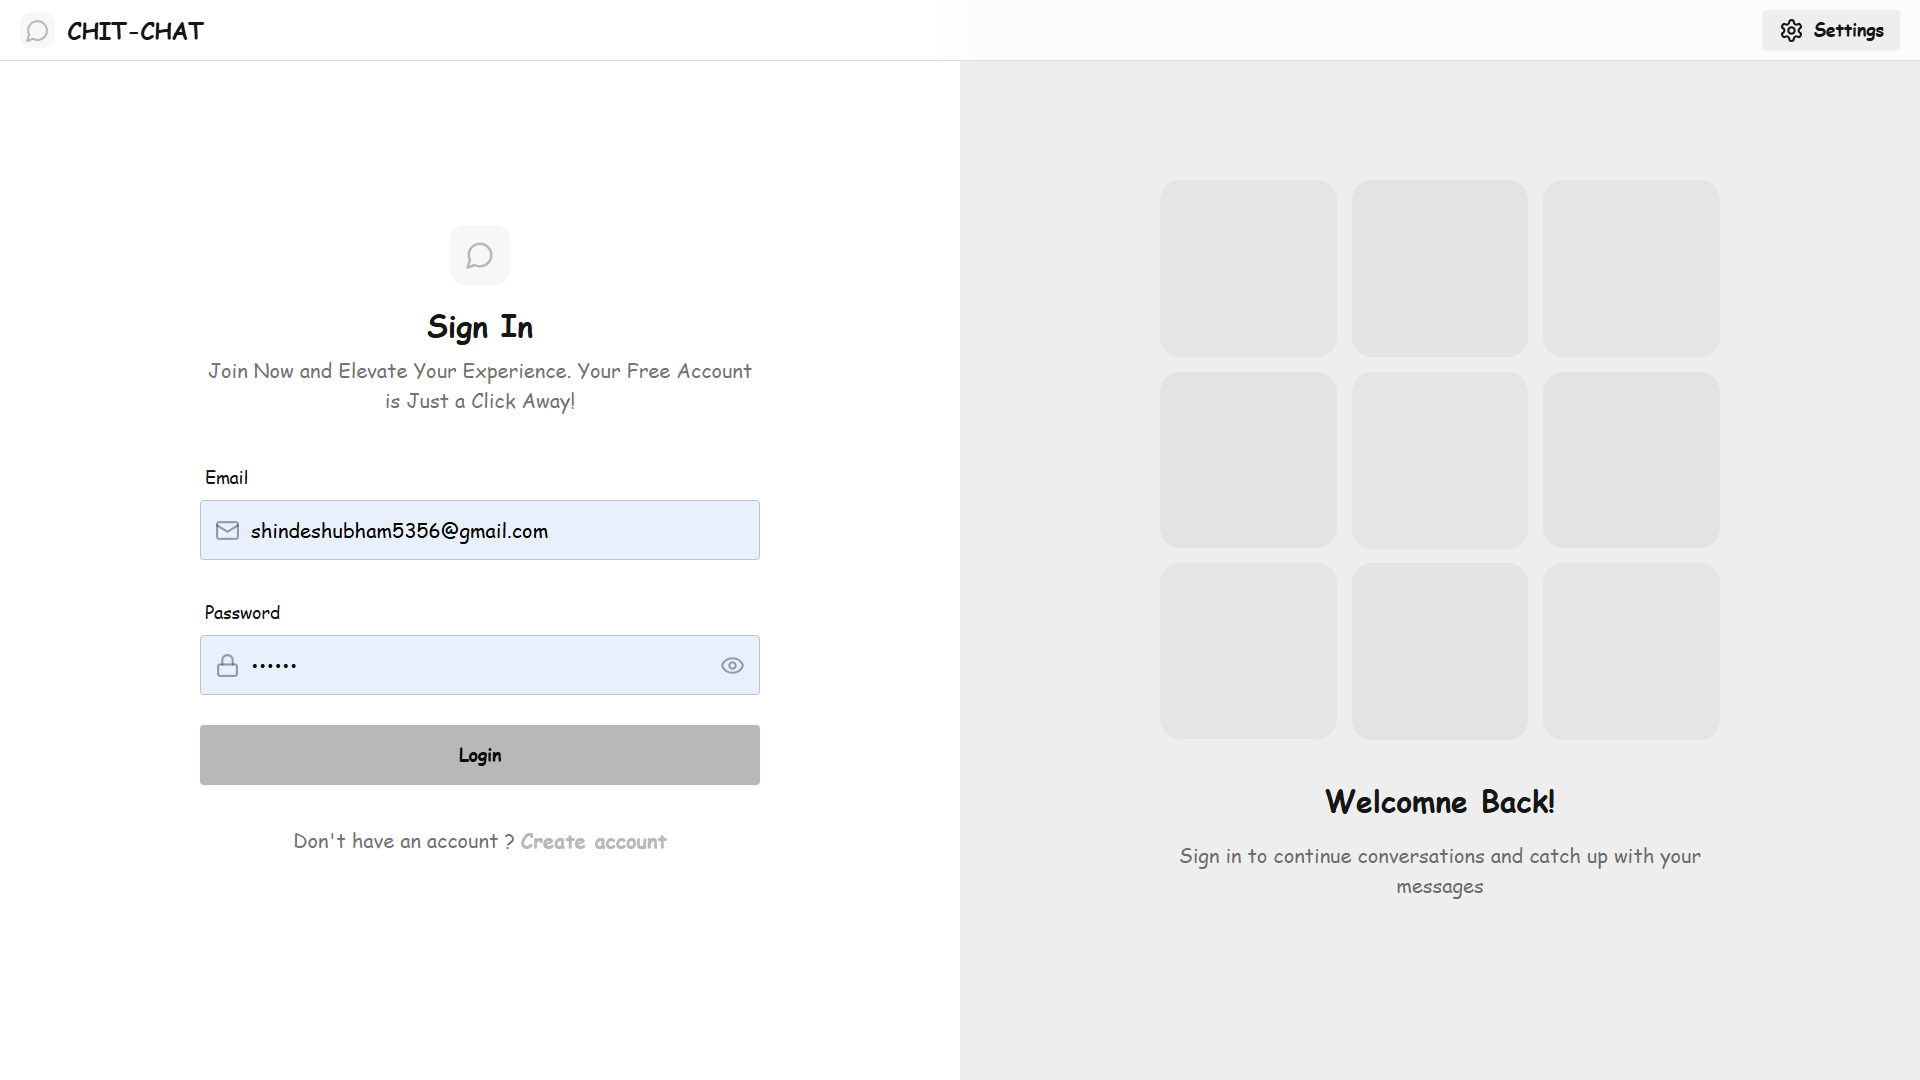 CHIT-CHAT
Settings
Sign In
Join Now and Elevate Your Experience. Your Free Account
is Just a Click Away!
Email
shindeshubham5356@gmail.com
Password
••••••
Login
Don't have an account ? Create account
Welcomne Back!
Sign in to continue conversations and catch up with your
messages